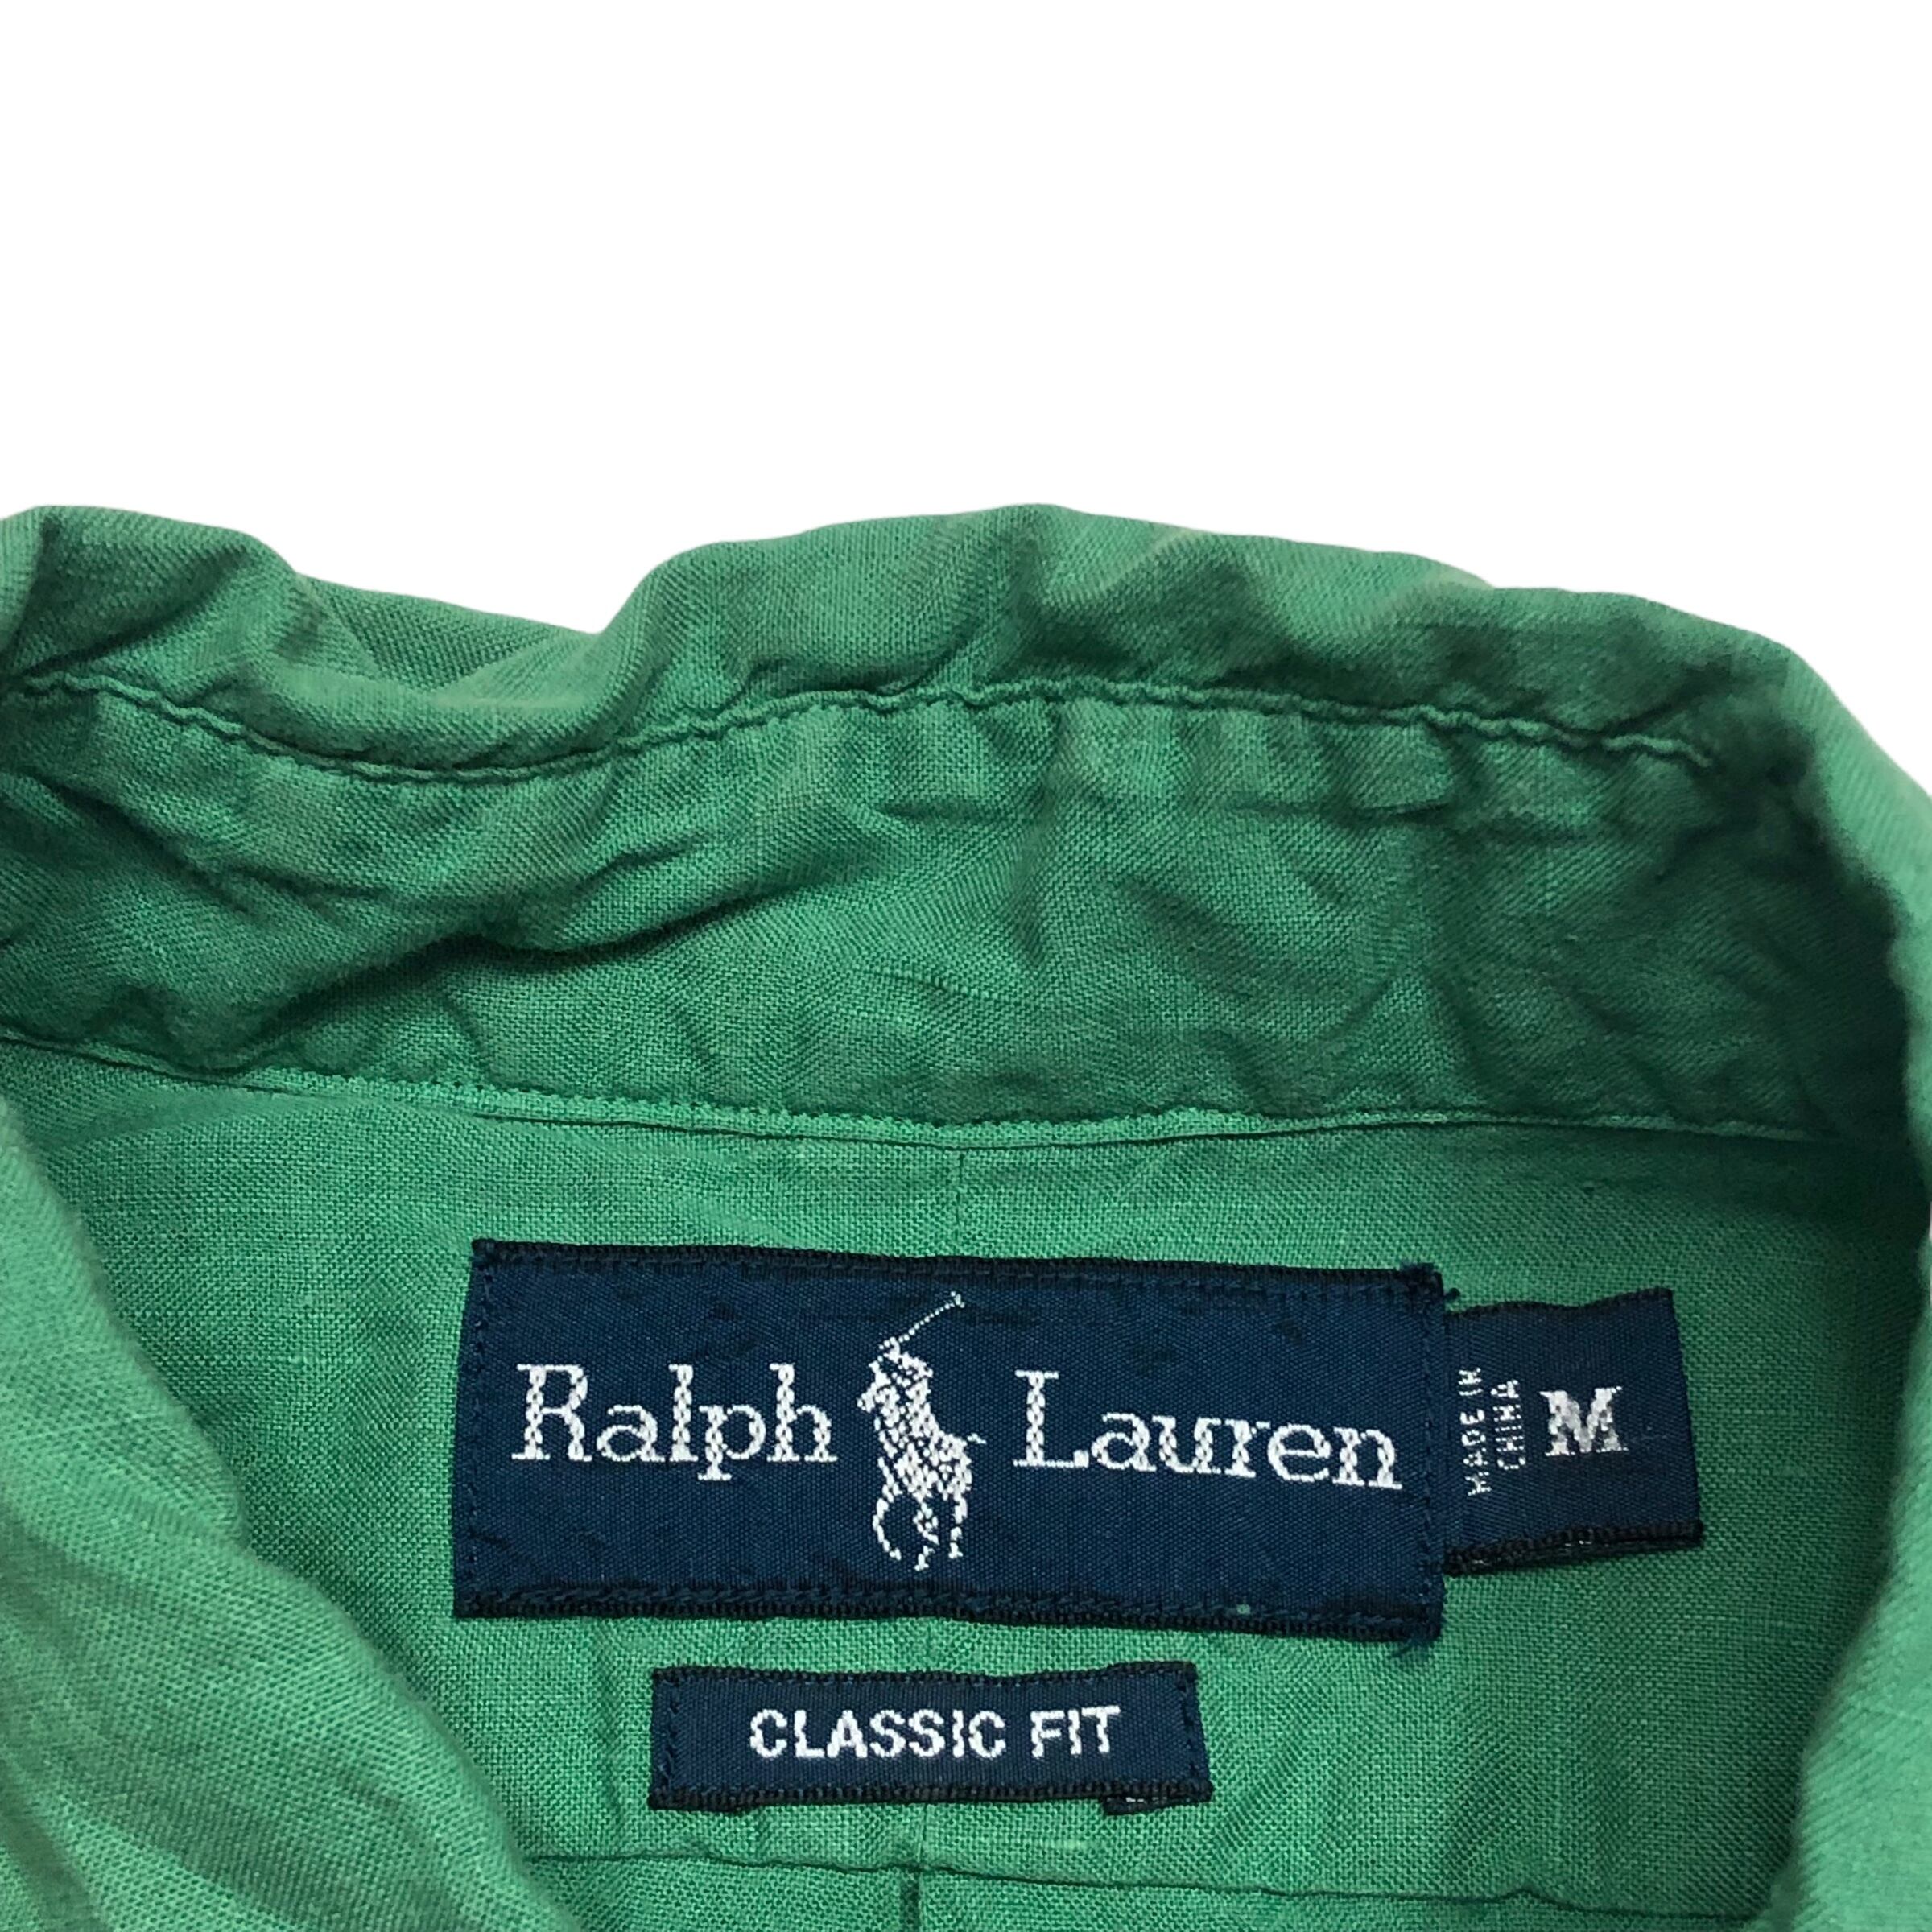 Ralph Lauren
MADE IN
CHINA
M
CLASSIC FIT